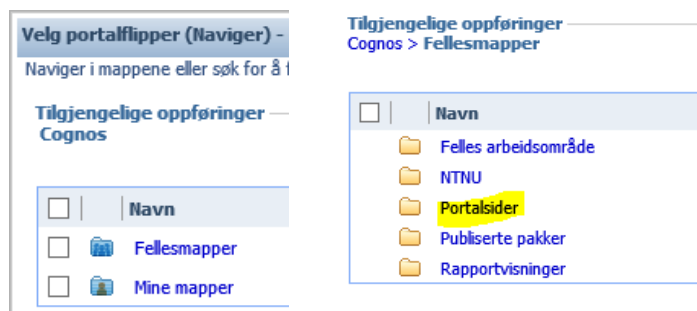 Velg portalflipper (Naviger) -
Naviger i mappene eller søk for å f
Tilgjengelige oppføringer
Cognos
Navn
Fellesmapper
Mine mapper
Tilgjengelige oppføringer
Cognos > Fellesmapper
Navn
Felles arbeidsområde
NTNU
Portalsider
Publiserte pakker
Rapportvisninger